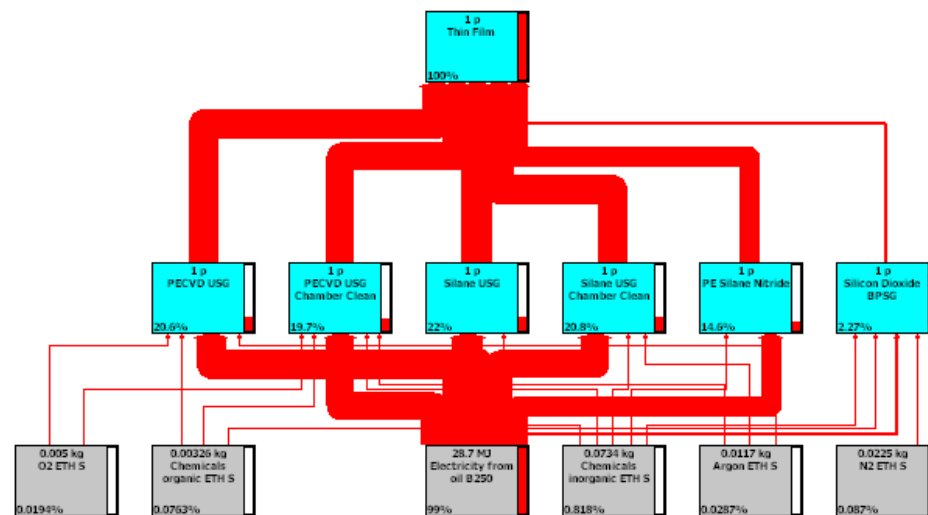 1 p
Thin Film
100%
1 p
PECVD USG
20.6%
1 p
PECVD USG
Chamber Clean
19.7%
1 p
Silane USG
22%
1 p
Silane USG
Chamber Clean
20.8%
1 p
PE Silane Nitride
14.6%
1 p
Silicon Dioxide
BPSG
2.27%
0.005 kg
O2 ETH S
0.0194%
0.00326 kg
Chemicals
organic ETH S
0.0763%
28.7 MJ
Electricity from
oil B250
99%
0.0734 kg
Chemicals
inorganic ETH S
0.818%
0.0117 kg
Argon ETH S
0.0287%
0.0225 kg
N2 ETH S
0.087%